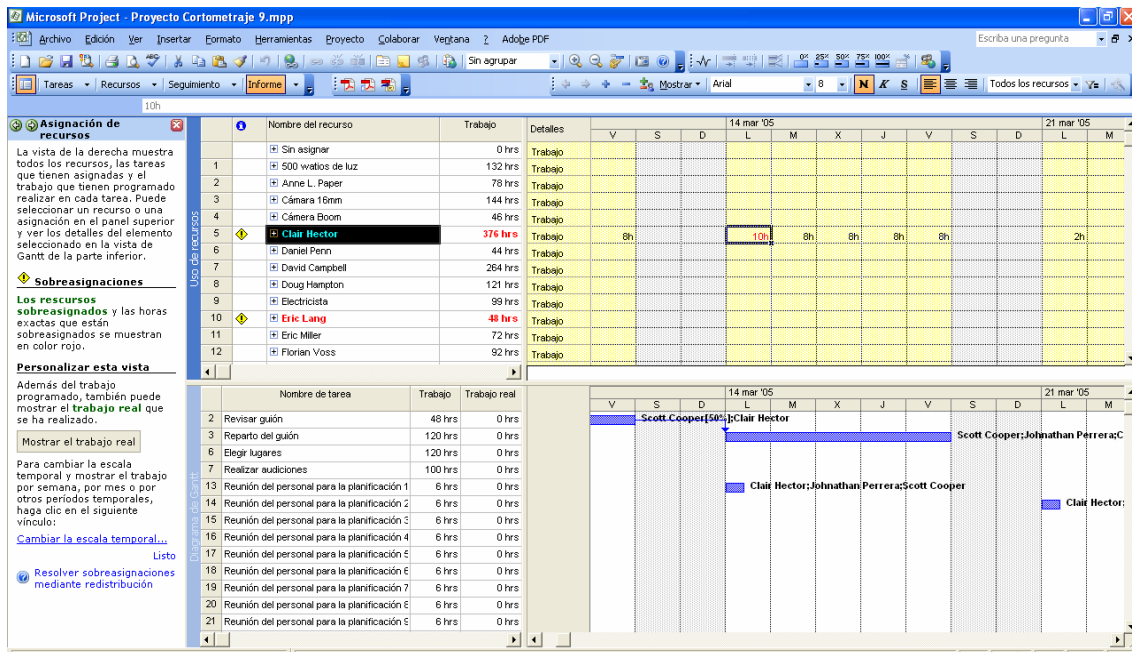 Microsoft Project - Proyecto Cortometraje 9.mpp
Archivo Edición Ver Insertar Formato Herramientas Proyecto Colaborar Ventana ? Adobe PDF Escriba una pregunta
Sin agrupar 0% 25% 50% 75% 100%
Tareas Recursos Seguimiento Informe Mostrar Arial 8 N K S Todos los recursos
10h
Asignación de
recursos
La vista de la derecha muestra
todos los recursos, las tareas
que tienen asignadas y el
trabajo que tienen programado
realizar en cada tarea. Puede
seleccionar un recurso o una
asignación en el panel superior
y ver los detalles del elemento
seleccionado en la vista de
Gantt de la parte inferior.
Sobreasignaciones
Los rescursos
sobreasignados y las horas
exactas que están
sobreasignados se muestran
en color rojo.
Personalizar esta vista
Además del trabajo
programado, también puede
mostrar el trabajo real que
se ha realizado.
Mostrar el trabajo real
Para cambiar la escala
temporal y mostrar el trabajo
por semana, por mes o por
otros períodos temporales,
haga clic en el siguiente
vínculo:
Cambiar la escala temporal...
Listo
Resolver sobreasignaciones
mediante redistribución
Uso de recursos
Nombre del recurso Trabajo Detalles 14 mar '05 21 mar '05
V S D L M X J V S D L M
Sin asignar 0 hrs Trabajo
1 500 watios de luz 132 hrs Trabajo
2 Anne L. Paper 78 hrs Trabajo
3 Cámara 16mm 144 hrs Trabajo
4 Cámera Boom 46 hrs Trabajo
5 Clair Hector 376 hrs Trabajo 8h 10h 8h 8h 8h 8h 2h
6 Daniel Penn 44 hrs Trabajo
7 David Campbell 264 hrs Trabajo
8 Doug Hampton 121 hrs Trabajo
9 Electricista 99 hrs Trabajo
10 Eric Lang 48 hrs Trabajo
11 Eric Miller 72 hrs Trabajo
12 Florian Voss 92 hrs Trabajo
Diagrama de Gantt
Nombre de tarea Trabajo Trabajo real 14 mar '05 21 mar '05
V S D L M X J V S D L M
2 Revisar guión 48 hrs 0 hrs Scott Cooper[50%];Clair Hector
3 Reparto del guión 120 hrs 0 hrs Scott Cooper;Johnathan Perrera;C
6 Elegir lugares 120 hrs 0 hrs
7 Realizar audiciones 100 hrs 0 hrs
13 Reunión del personal para la planificación 1 6 hrs 0 hrs Clair Hector;Johnathan Perrera;Scott Cooper
14 Reunión del personal para la planificación 2 6 hrs 0 hrs Clair Hector;
15 Reunión del personal para la planificación 3 6 hrs 0 hrs
16 Reunión del personal para la planificación 4 6 hrs 0 hrs
17 Reunión del personal para la planificación 5 6 hrs 0 hrs
18 Reunión del personal para la planificación 6 6 hrs 0 hrs
19 Reunión del personal para la planificación 7 6 hrs 0 hrs
20 Reunión del personal para la planificación 8 6 hrs 0 hrs
21 Reunión del personal para la planificación 9 6 hrs 0 hrs